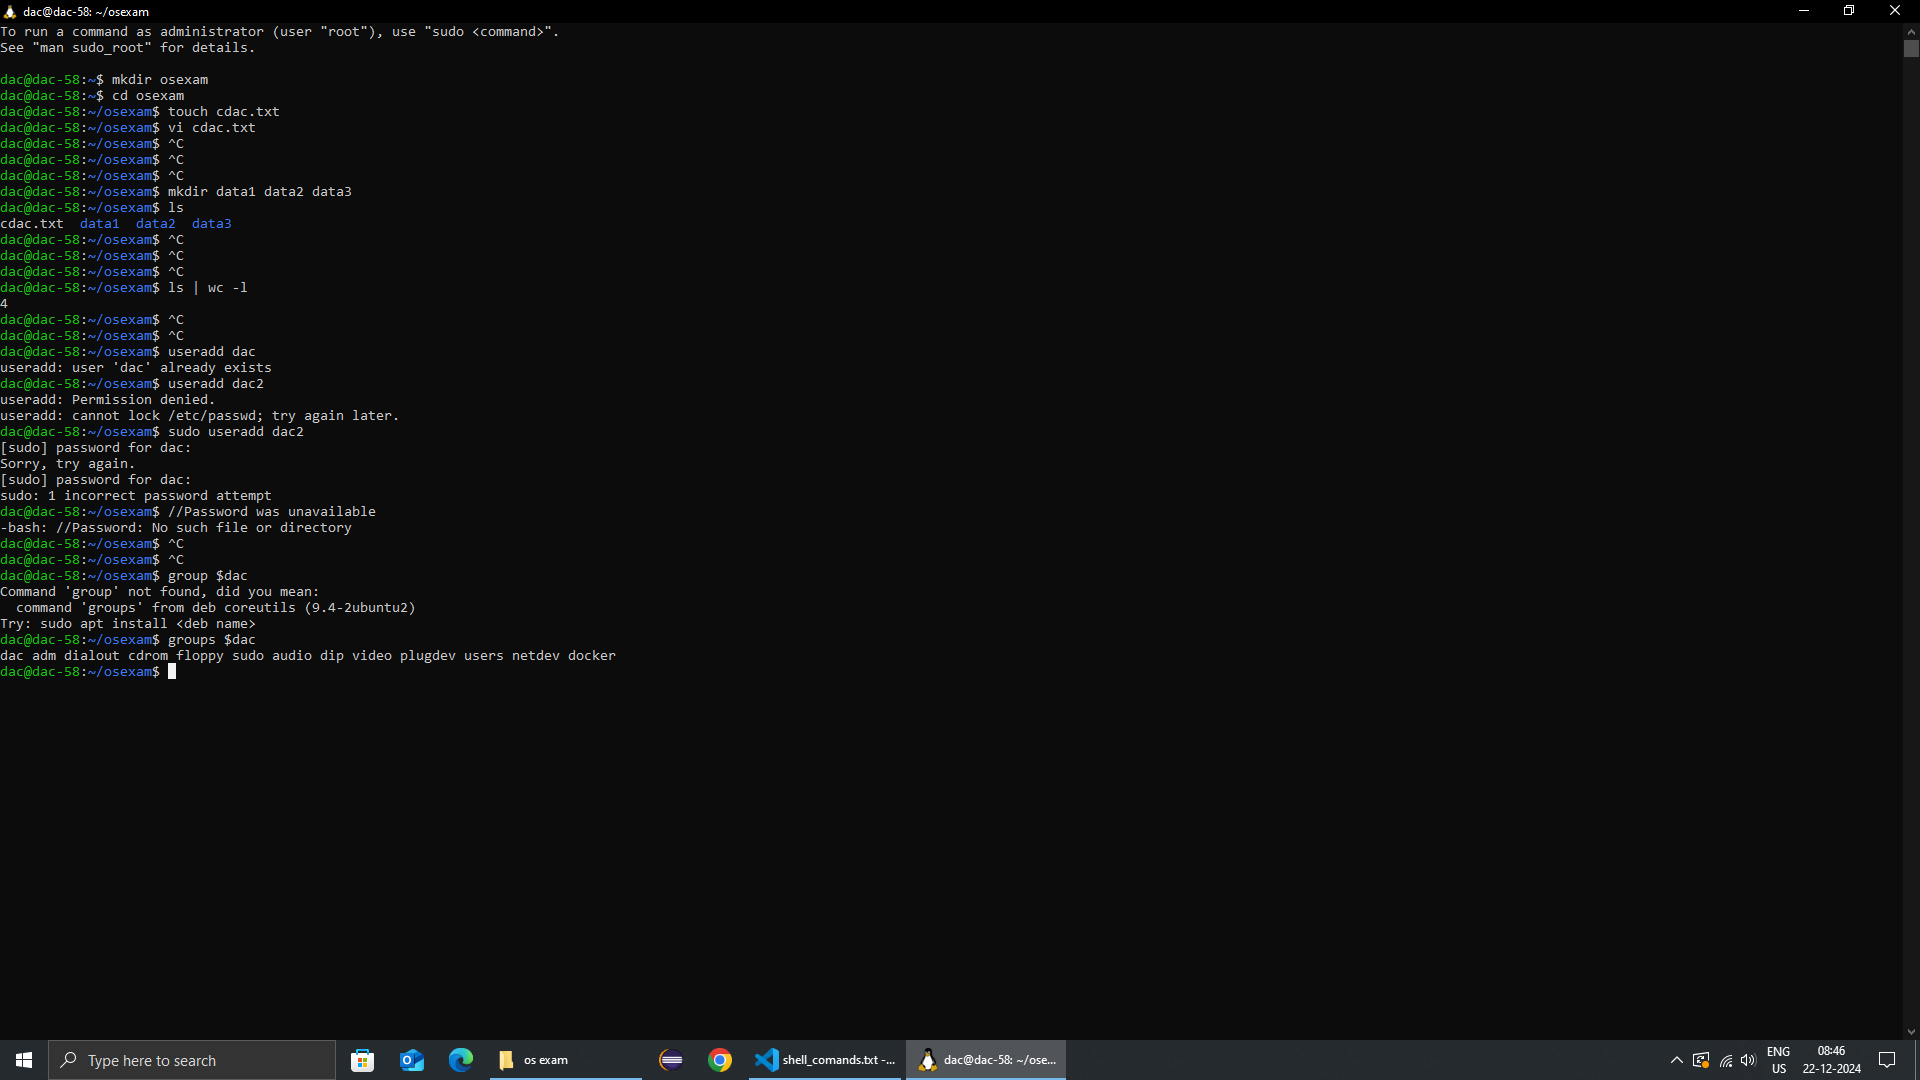 dac@dac-58: ~/osexam
To run a command as administrator (user "root"), use "sudo <command>".
See "man sudo_root" for details.
dac@dac-58:~$ mkdir osexam
dac@dac-58:~$ cd osexam
dac@dac-58:~/osexam$ touch cdac.txt
dac@dac-58:~/osexam$ vi cdac.txt
dac@dac-58:~/osexam$ ^C
dac@dac-58:~/osexam$ ^C
dac@dac-58:~/osexam$ ^C
dac@dac-58:~/osexam$ mkdir data1 data2 data3
dac@dac-58:~/osexam$ ls
cdac.txt  data1  data2  data3
dac@dac-58:~/osexam$ ^C
dac@dac-58:~/osexam$ ^C
dac@dac-58:~/osexam$ ^C
dac@dac-58:~/osexam$ ls | wc -l
4
dac@dac-58:~/osexam$ ^C
dac@dac-58:~/osexam$ ^C
dac@dac-58:~/osexam$ useradd dac
useradd: user 'dac' already exists
dac@dac-58:~/osexam$ useradd dac2
useradd: Permission denied.
useradd: cannot lock /etc/passwd; try again later.
dac@dac-58:~/osexam$ sudo useradd dac2
[sudo] password for dac:
Sorry, try again.
[sudo] password for dac:
sudo: 1 incorrect password attempt
dac@dac-58:~/osexam$ //Password was unavailable
-bash: //Password: No such file or directory
dac@dac-58:~/osexam$ ^C
dac@dac-58:~/osexam$ ^C
dac@dac-58:~/osexam$ group $dac
Command 'group' not found, did you mean:
  command 'groups' from deb coreutils (9.4-2ubuntu2)
Try: sudo apt install <deb name>
dac@dac-58:~/osexam$ groups $dac
dac adm dialout cdrom floppy sudo audio dip video plugdev users netdev docker
dac@dac-58:~/osexam$
Type here to search
os exam
shell_comands.txt -...
dac@dac-58: ~/ose...
ENG
US
08:46
22-12-2024